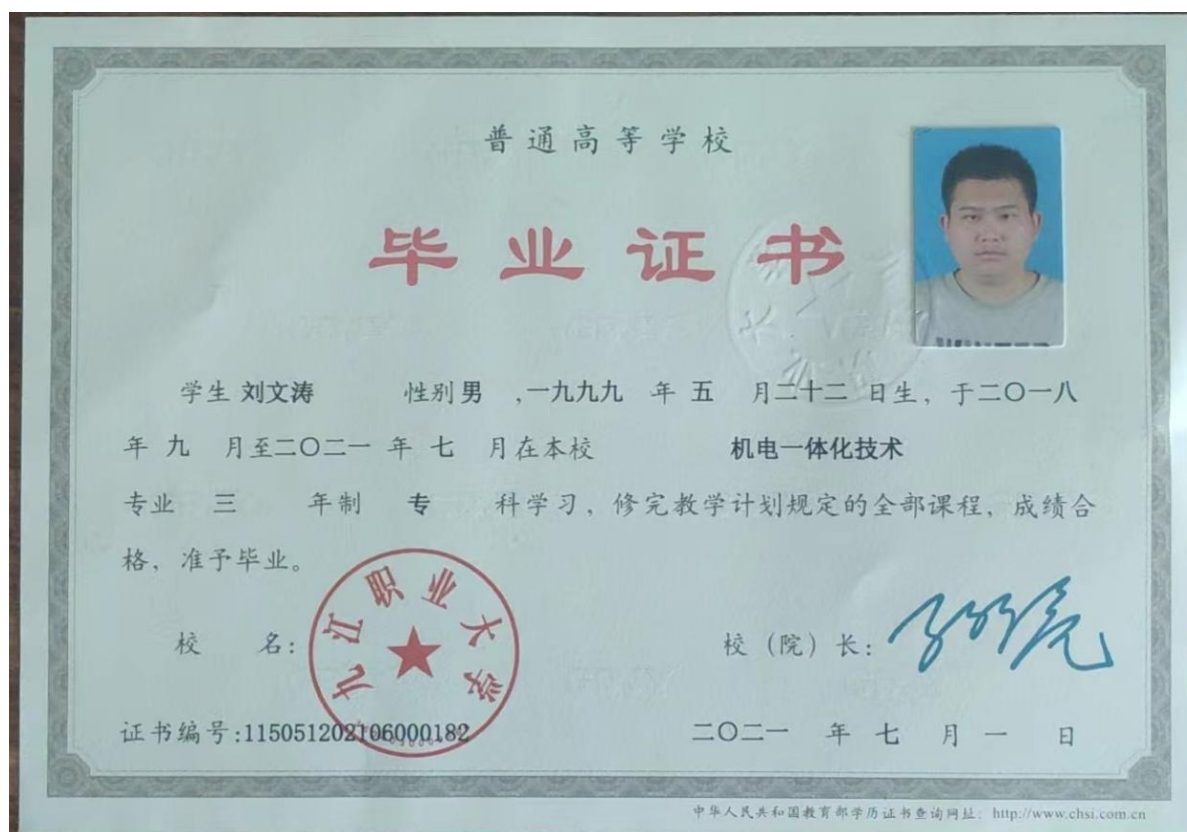 普通高等学校
毕业证书
学生 刘文涛 性别 男 ,一九九九 年 五 月二十二 日生, 于二〇一八
年 九 月至二〇二一 年 七 月在本校 机电一体化技术
专业 三 年制 专 科学习, 修完教学计划规定的全部课程, 成绩合
格, 准予毕业。
九江职业大学
校 名: 校 (院) 长:
证书编号:115051202106000182 二〇二一 年 七 月 一 日
中华人民共和国教育部学历证书查询网址: http://www.chsi.com.cn